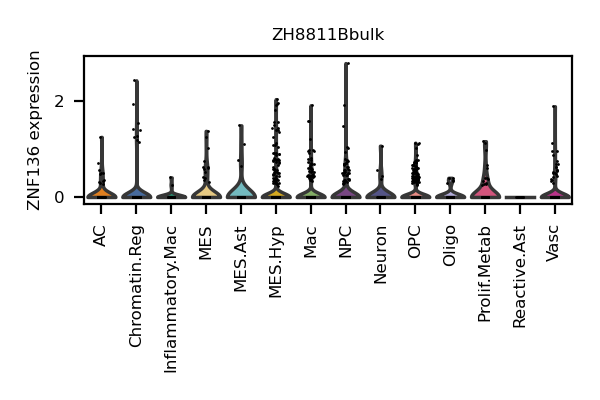 ZH8811Bbulk
ZNF136 expression
2
0
AC
Chromatin.Reg
Inflammatory.Mac
MES
MES.Ast
MES.Hyp
Mac
NPC
Neuron
OPC
Oligo
Prolif.Metab
Reactive.Ast
Vasc